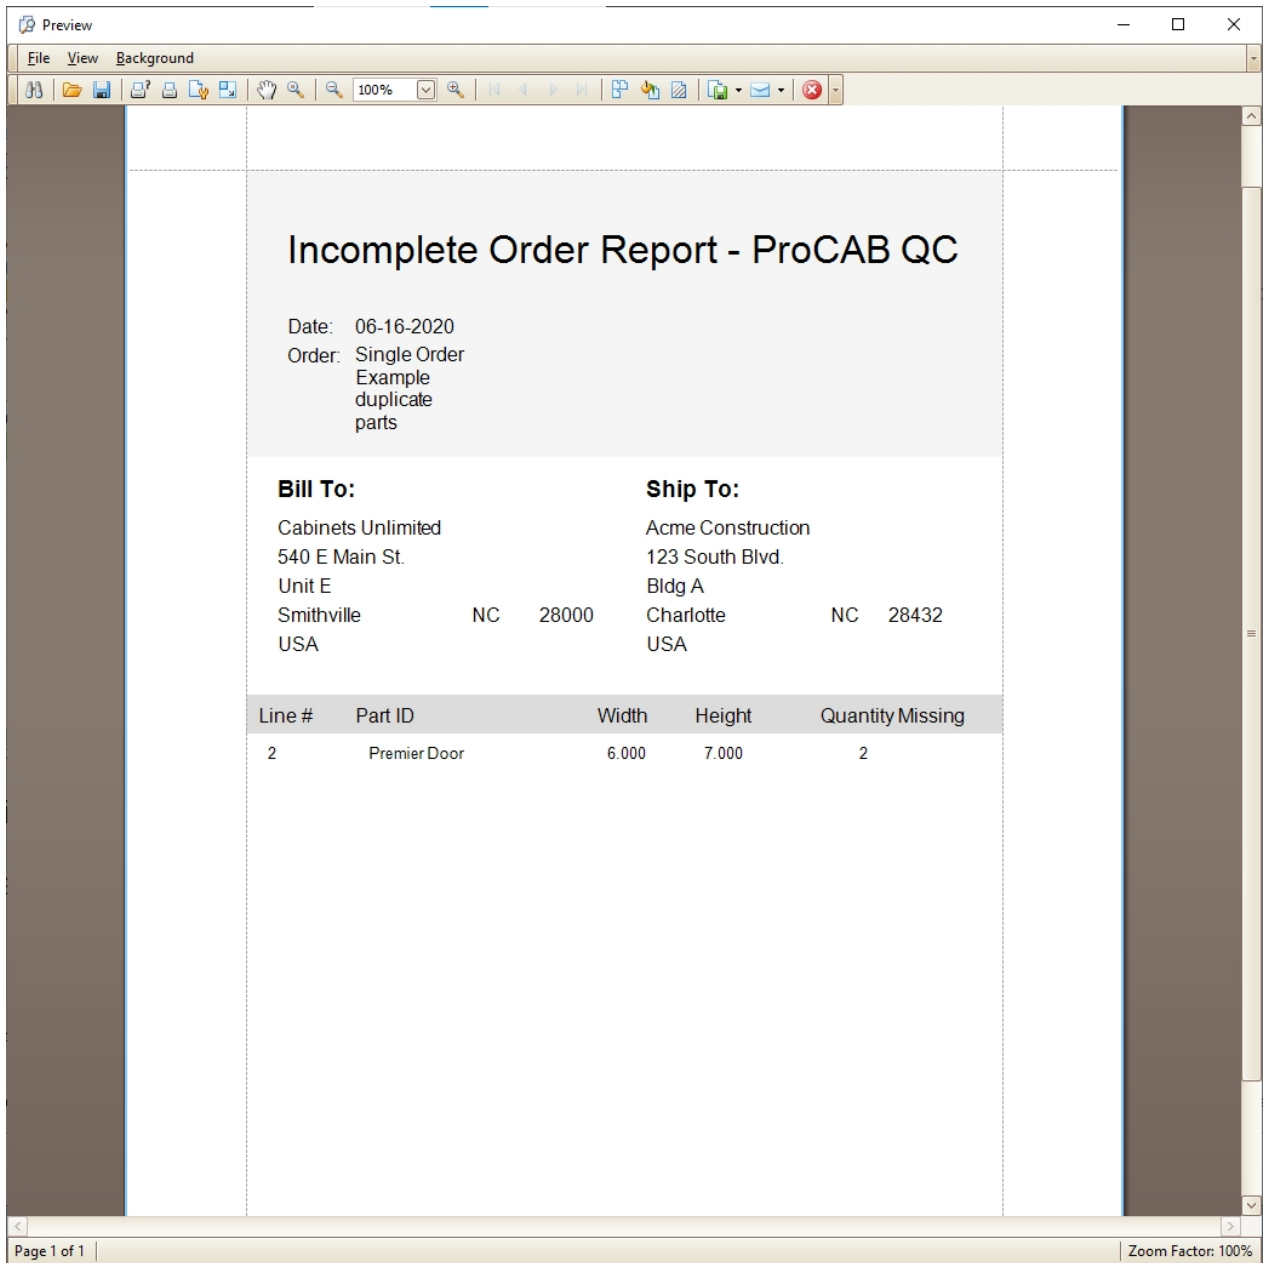 Preview
File View Background
100%
Incomplete Order Report - ProCAB QC
Date: 06-16-2020
Order: Single Order
Example
duplicate
parts
Bill To: Ship To:
Cabinets Unlimited Acme Construction
540 E Main St. 123 South Blvd.
Unit E Bldg A
Smithville NC 28000 Charlotte NC 28432
USA USA
Line # Part ID Width Height Quantity Missing
2 Premier Door 6.000 7.000 2
Page 1 of 1 Zoom Factor: 100%